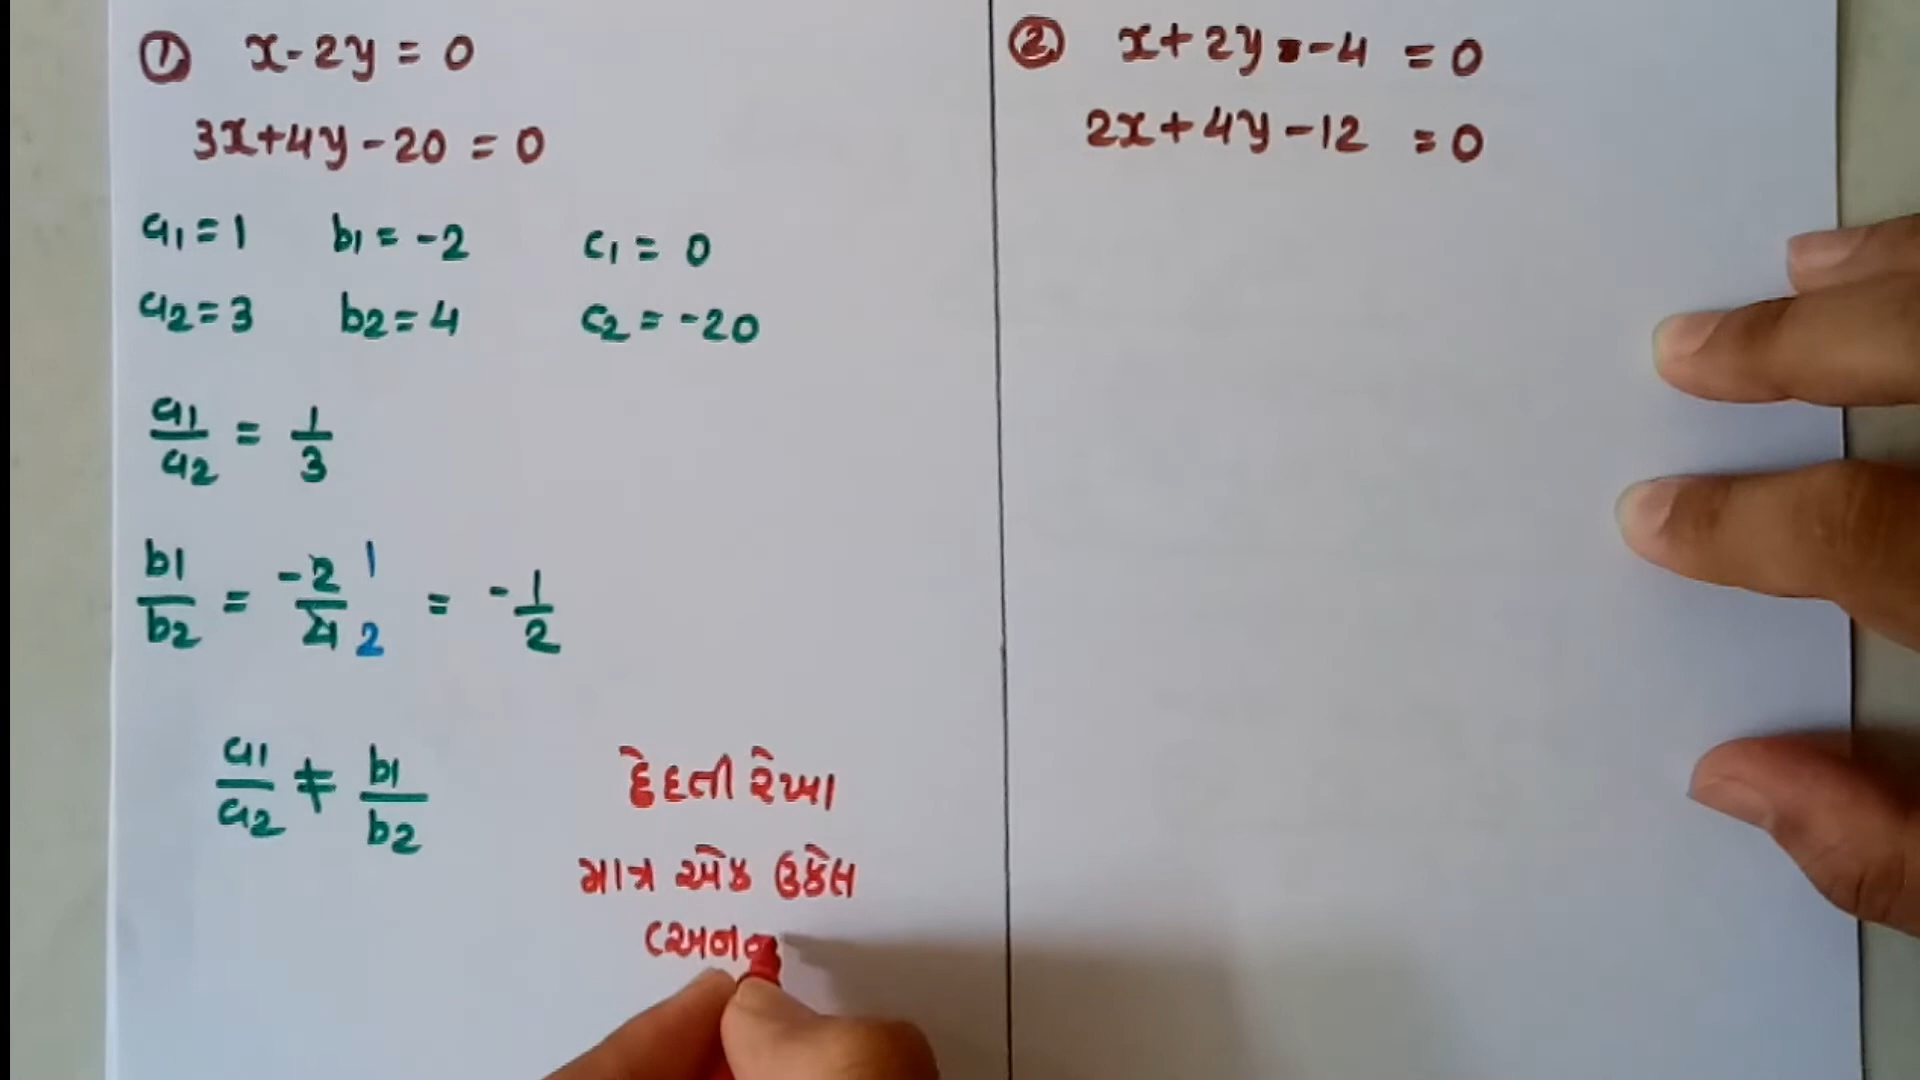 ① x - 2y = 0
3x + 4y - 20 = 0
a1 = 1 b1 = -2 c1 = 0
a2 = 3 b2 = 4 c2 = -20
a1/a2 = 1/3
b1/b2 = -2/4 1 2 = -1/2
a1/a2 ≠ b1/b2
છેદતી રેખા
માત્ર એક ઉકેલ
② x + 2y - 4 = 0
2x + 4y - 12 = 0